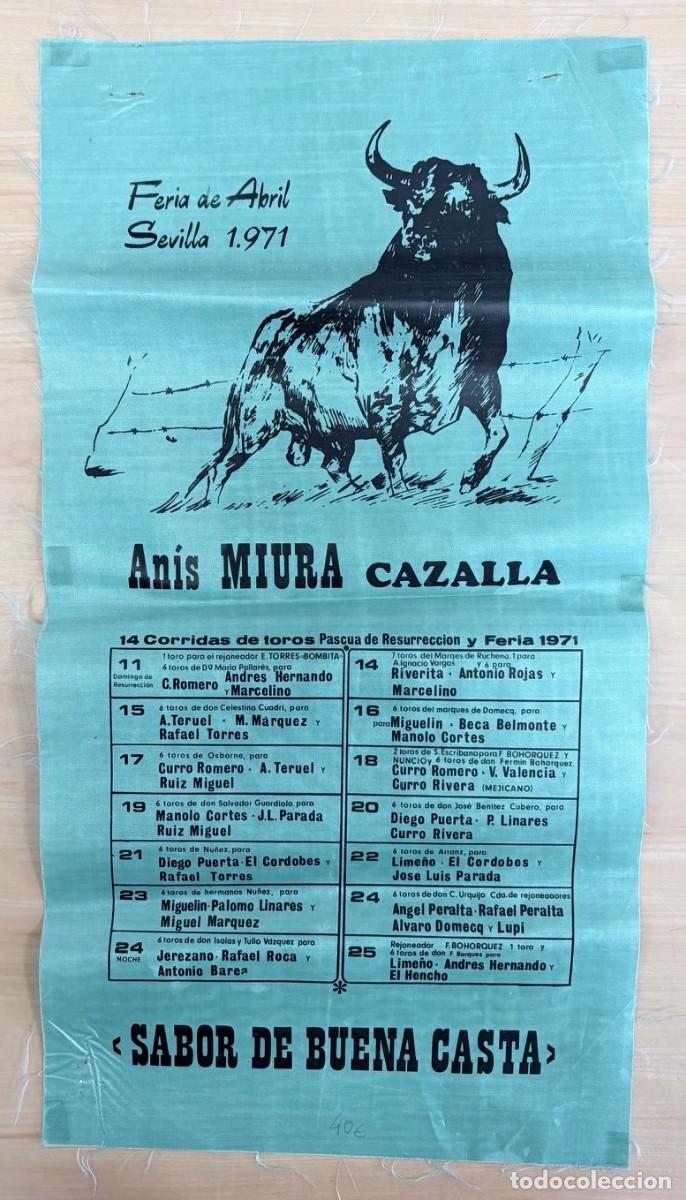 Feria de Abril
Sevilla 1.971
Anís MIURA CAZALLA
14 Corridas de toros Pascua de Resurreccion y Feria 1971
11
Domingo de
Resurrección
1 toro para el rejoneador E.TORRES «BOMBITA»
6 toros de Dª Maria Pallarés, para
C.Romero Andres Hernando
y Marcelino
14
7 toros del Marqes de Ruchena 1 para
A.Ignacio Vargas y 6 para
Riverita · Antonio Rojas y
Marcelino
15
6 toros de don Celestino Cuadri, para
A.Teruel · M. Márquez y
Rafael Torres
16
6 toros del marques de Domecq, para
para Miguelin · Beca Belmonte y
Manolo Cortes
17
6 toros de Osborne, para
Curro Romero · A. Teruel y
Ruiz Miguel
18
2 toros de S. Escribano para F BOHORQUEZ Y
NUNCIO y 6 toros de don Fermin Bohorquez.
Curro Romero · V. Valencia y
Curro Rivera (MEJICANO)
19
6 toros de don Salvador Guardiola, para
Manolo Cortes · J.L. Parada
Ruiz Miguel
20
6 toros de don José Benitez Cubero, para
Diego Puerta · P. Linares
Curro Rivera
21
6 toros de Nuñez, para
Diego Puerta · El Cordobes y
Rafael Torres
22
6 toros de Arranz, para
Limeño · El Cordobes y
Jose Luis Parada
23
6 toros de hermanos Nuñez, para
Miguelin · Palomo Linares y
Miguel Marquez
24
6 toros de don C. Urquijo Cda. de rejoneadores
Angel Peralta · Rafael Peralta
Alvaro Domecq y Lupi
24
NOCHE
6 toros de don Isaias y Tulio Vázquez para
Jerezano · Rafael Roca y
Antonio Barea
25
Rejoneador F. BOHORQUEZ 1 toro y
6 toros de don F. Borques para
Limeño · Andres Hernando y
El Hencho
‹ SABOR DE BUENA CASTA ›
40€
todocoleccion